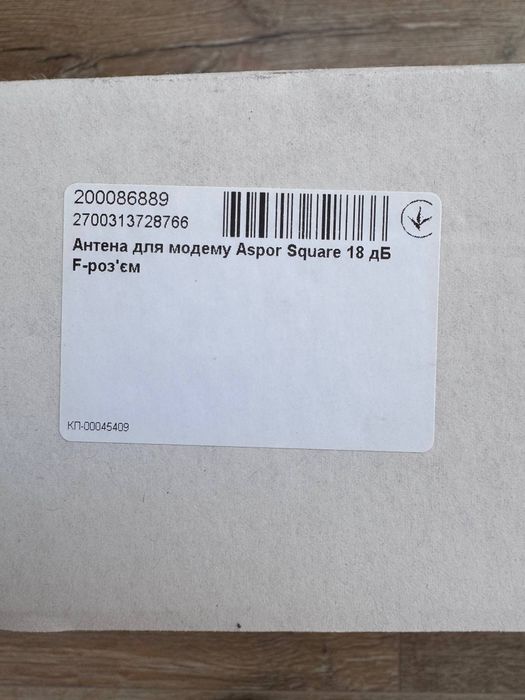 200086889
2700313728766
Антена для модему Aspor Square 18 дБ
F-роз'єм
КП-00045409